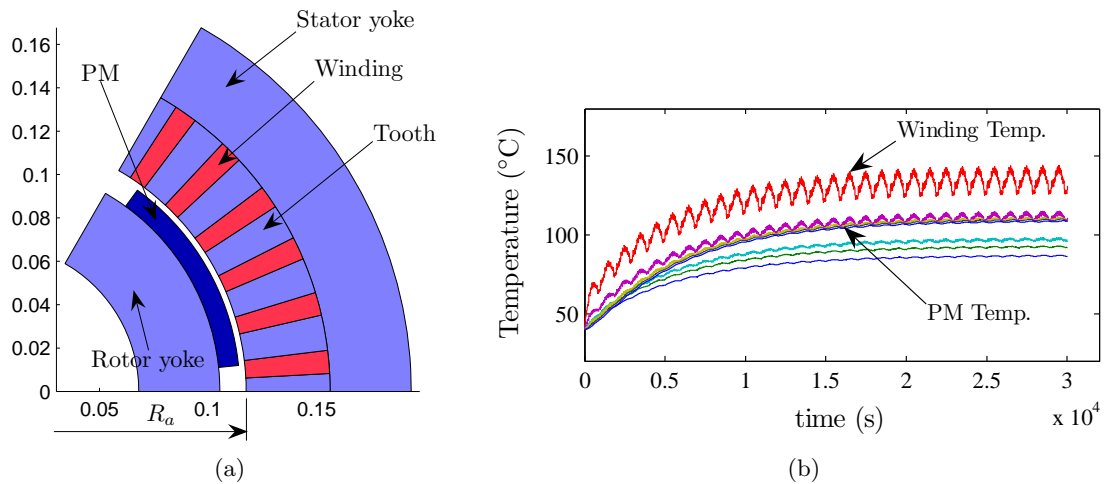 Stator yoke
Winding
PM
Tooth
Rotor yoke
0.16
0.14
0.12
0.1
0.08
0.06
0.04
0.02
0
0.05
0.1
0.15
R_a
(a)
Temperature (°C)
150
100
50
Winding Temp.
PM Temp.
0
0.5
1
1.5
2
2.5
3
x 10^4
time (s)
(b)